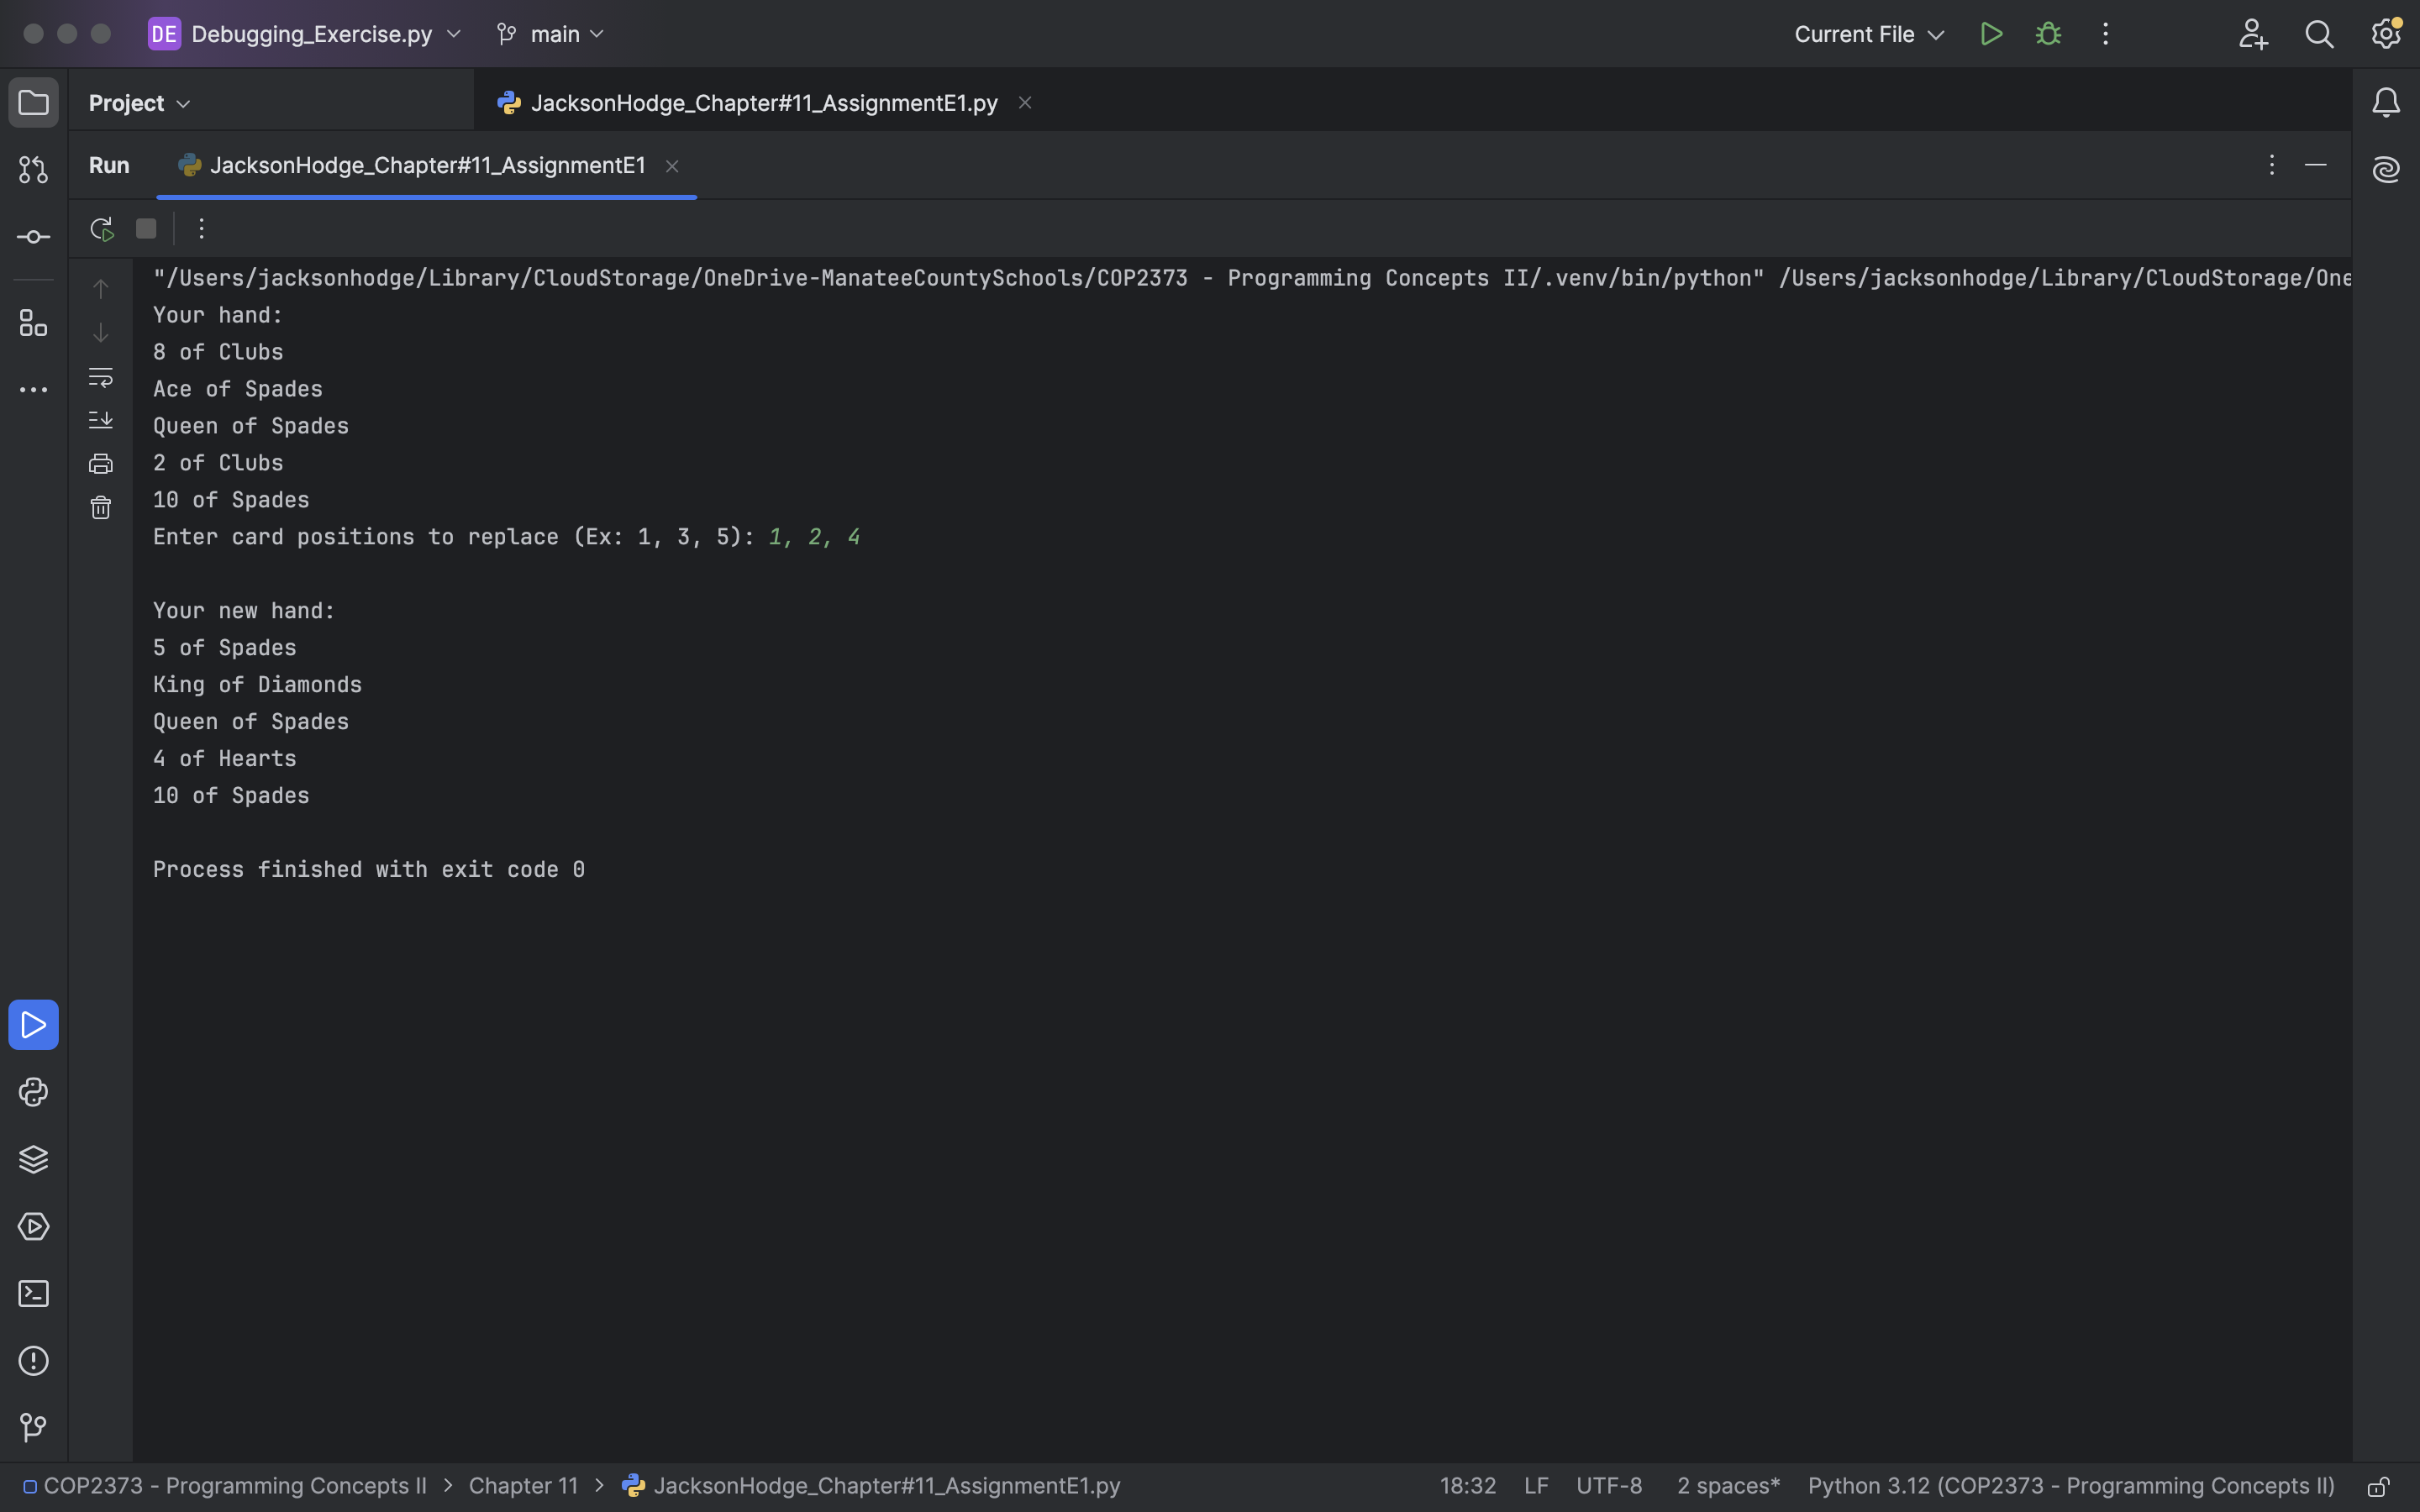 DE Debugging_Exercise.py main Current File
Project JacksonHodge_Chapter#11_AssignmentE1.py
Run JacksonHodge_Chapter#11_AssignmentE1
"/Users/jacksonhodge/Library/CloudStorage/OneDrive-ManateeCountySchools/COP2373 - Programming Concepts II/.venv/bin/python" /Users/jacksonhodge/Library/CloudStorage/One
Your hand:
8 of Clubs
Ace of Spades
Queen of Spades
2 of Clubs
10 of Spades
Enter card positions to replace (Ex: 1, 3, 5): 1, 2, 4
Your new hand:
5 of Spades
King of Diamonds
Queen of Spades
4 of Hearts
10 of Spades
Process finished with exit code 0
COP2373 - Programming Concepts II > Chapter 11 > JacksonHodge_Chapter#11_AssignmentE1.py 18:32 LF UTF-8 2 spaces* Python 3.12 (COP2373 - Programming Concepts II)